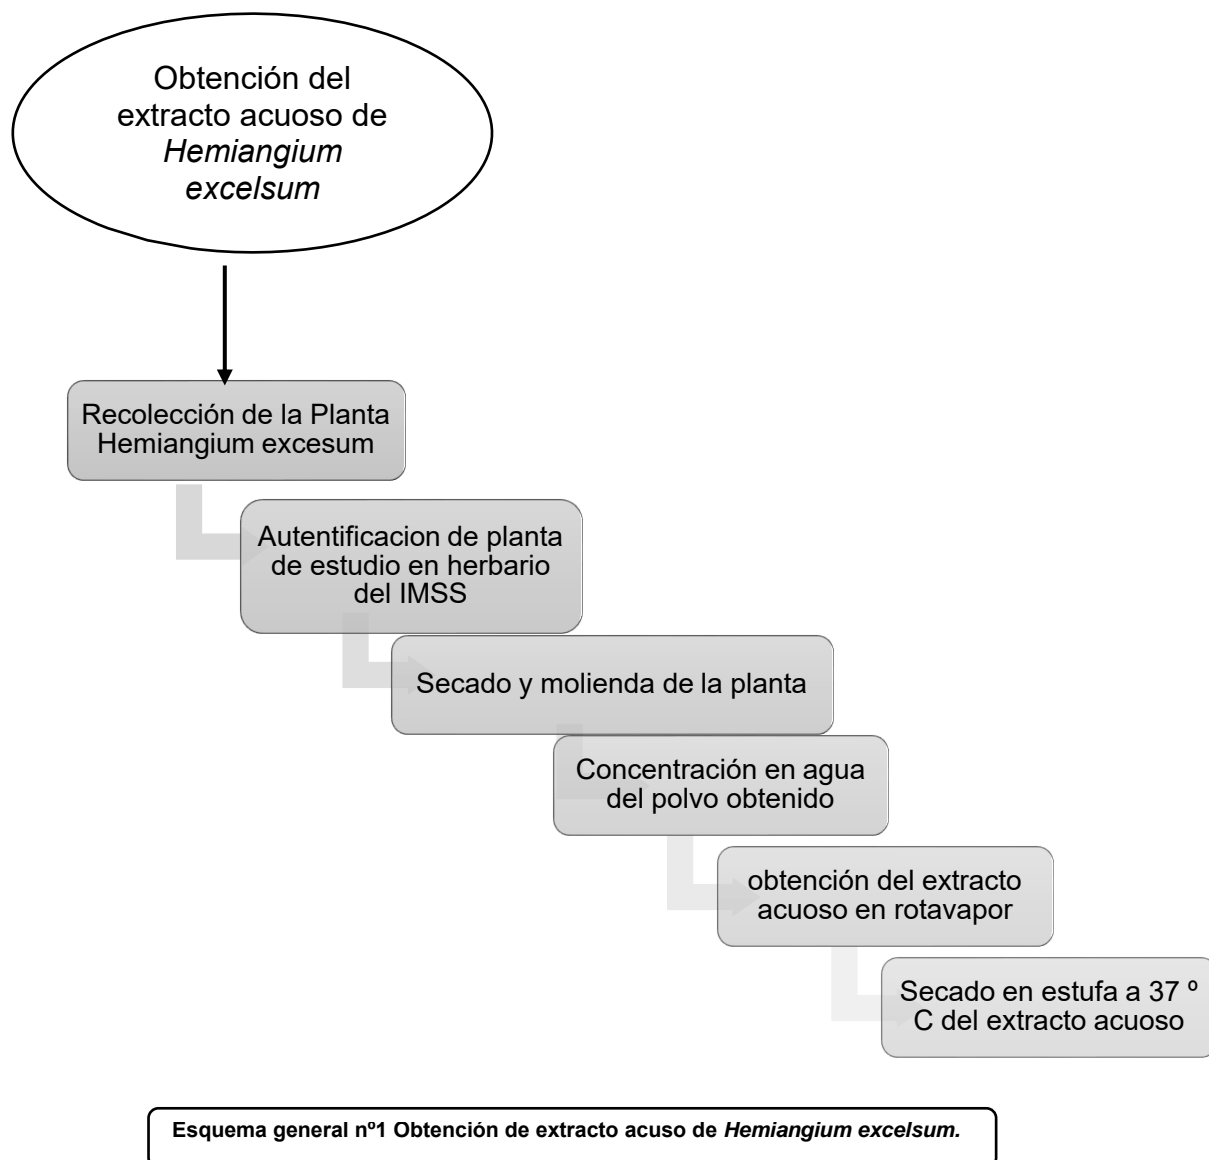 Obtención del
extracto acuoso de
Hemiangium
excelsum
Recolección de la Planta
Hemiangium excesum
Autentificacion de planta
de estudio en herbario
del IMSS
Secado y molienda de la planta
Concentración en agua
del polvo obtenido
obtención del extracto
acuoso en rotavapor
Secado en estufa a 37 º
C del extracto acuoso
Esquema general nº1 Obtención de extracto acuso de Hemiangium excelsum.